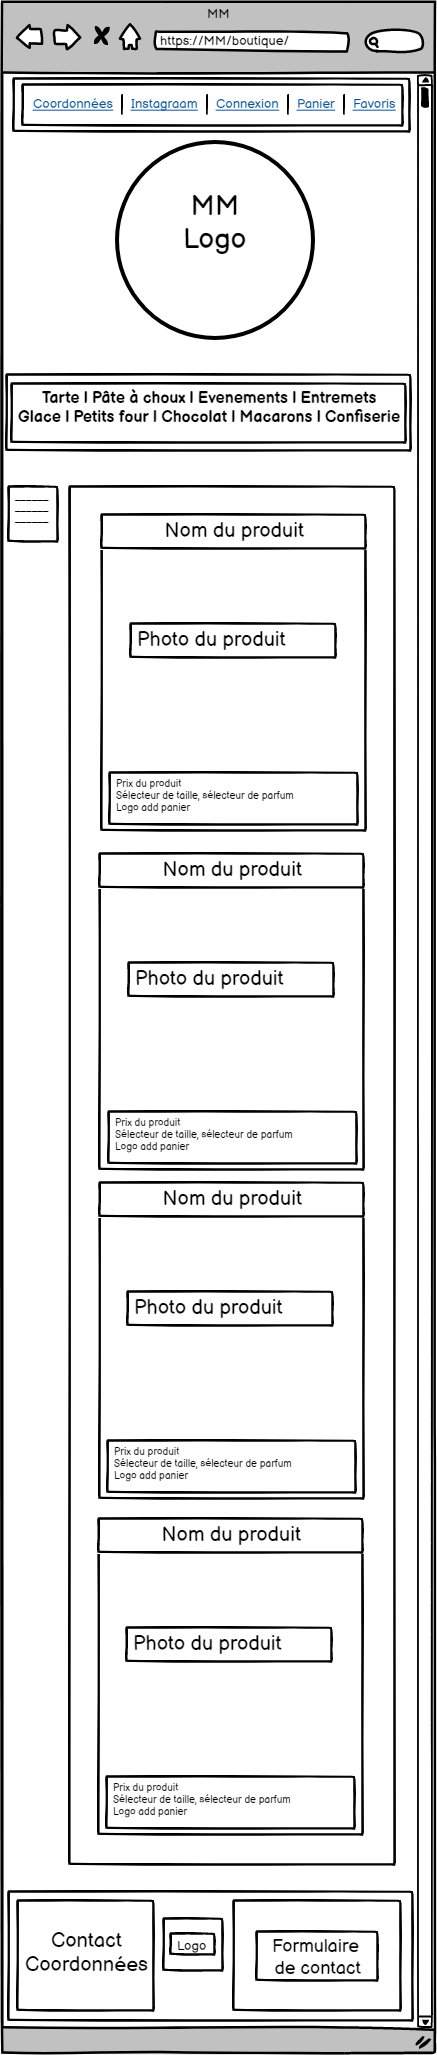 MM
https://MM/boutique/
Coordonnées | Instagraam | Connexion | Panier | Favoris
MM
Logo
Tarte I Pâte à choux I Evenements I Entremets
Glace I Petits four I Chocolat I Macarons I Confiserie
Nom du produit
Photo du produit
Prix du produit
Sélecteur de taille, sélecteur de parfum
Logo add panier
Nom du produit
Photo du produit
Prix du produit
Sélecteur de taille, sélecteur de parfum
Logo add panier
Nom du produit
Photo du produit
Prix du produit
Sélecteur de taille, sélecteur de parfum
Logo add panier
Nom du produit
Photo du produit
Prix du produit
Sélecteur de taille, sélecteur de parfum
Logo add panier
Contact
Coordonnées
Logo
Formulaire
de contact